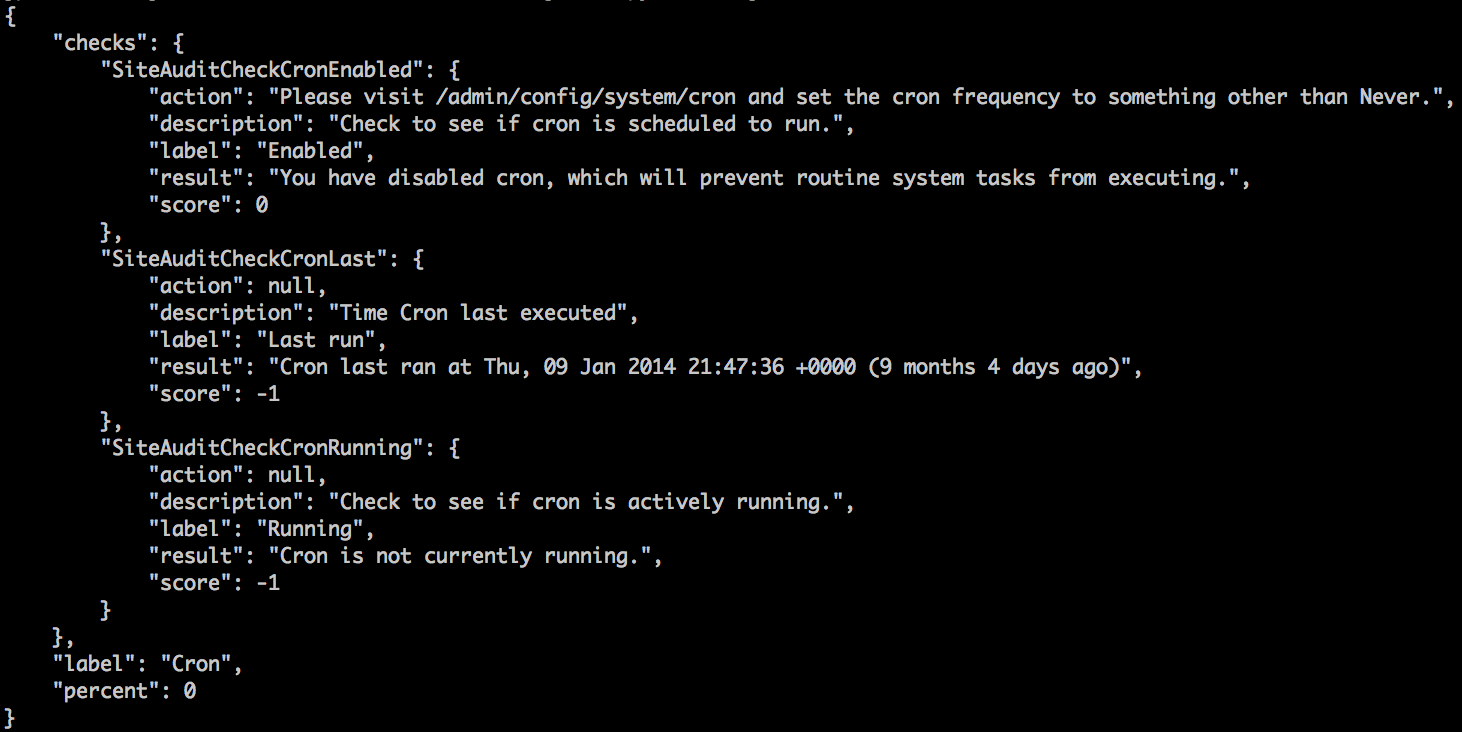 {
    "checks": {
        "SiteAuditCheckCronEnabled": {
            "action": "Please visit /admin/config/system/cron and set the cron frequency to something other than Never.",
            "description": "Check to see if cron is scheduled to run.",
            "label": "Enabled",
            "result": "You have disabled cron, which will prevent routine system tasks from executing.",
            "score": 0
        },
        "SiteAuditCheckCronLast": {
            "action": null,
            "description": "Time Cron last executed",
            "label": "Last run",
            "result": "Cron last ran at Thu, 09 Jan 2014 21:47:36 +0000 (9 months 4 days ago)",
            "score": -1
        },
        "SiteAuditCheckCronRunning": {
            "action": null,
            "description": "Check to see if cron is actively running.",
            "label": "Running",
            "result": "Cron is not currently running.",
            "score": -1
        }
    },
    "label": "Cron",
    "percent": 0
}